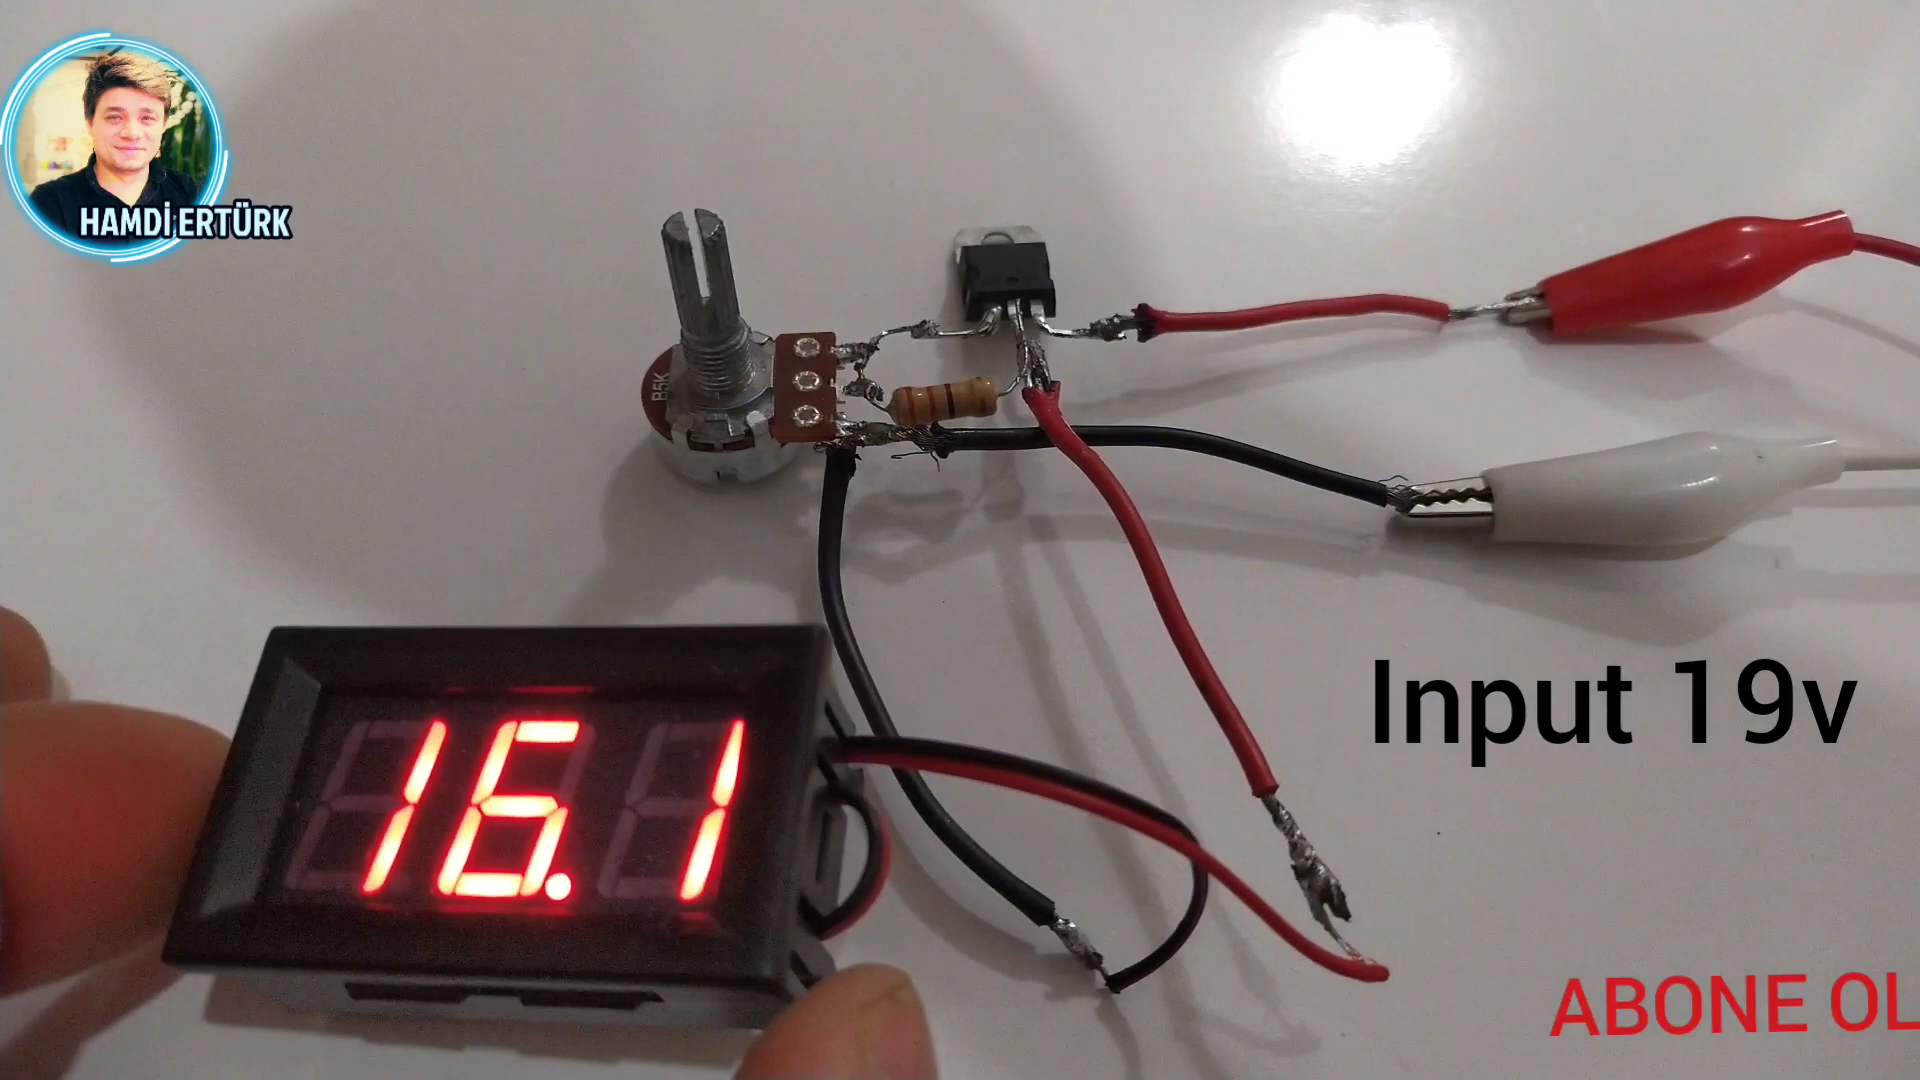 HAMDİ ERTÜRK
B5K
Input 19v
16.1
ABONE OL